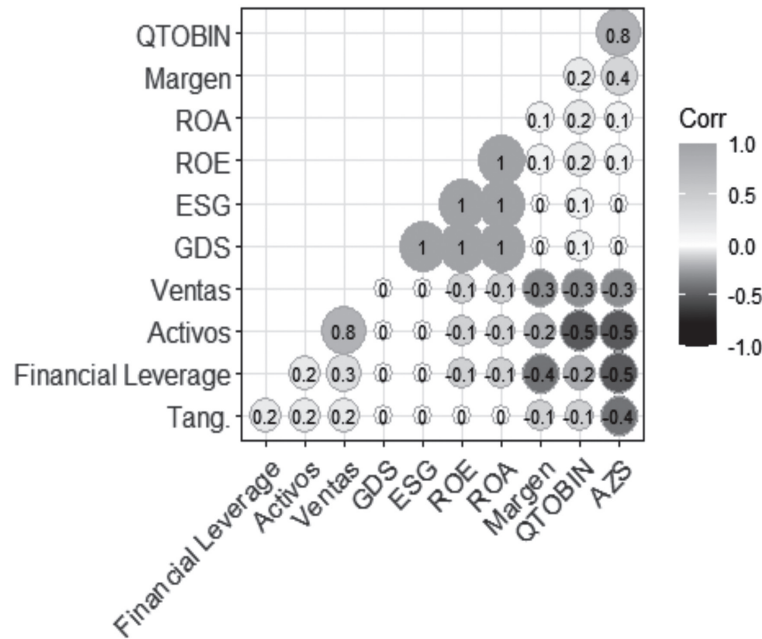 QTOBIN 0.8
Margen 0.2 0.4
ROA 0.1 0.2 0.1
ROE 1 0.1 0.2 0.1
ESG 1 1 0 0.1 0
GDS 1 1 1 0 0.1 0
Ventas 0 0 -0.1 -0.1 -0.3 -0.3 -0.3
Activos 0.8 0 0 -0.1 -0.1 -0.2 -0.5 -0.5
Financial Leverage 0.2 0.3 0 0 -0.1 -0.1 -0.4 -0.2 -0.5
Tang. 0.2 0.2 0.2 0 0 0 0 -0.1 -0.1 -0.4
Financial Leverage
Activos
Ventas
GDS
ESG
ROE
ROA
Margen
QTOBIN
AZS
Corr
1.0
0.5
0.0
-0.5
-1.0